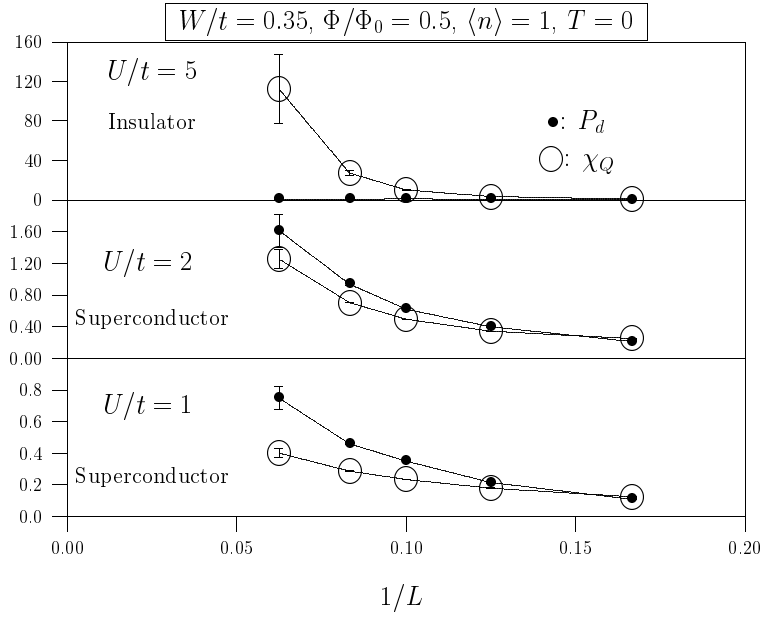 W/t = 0.35, Φ/Φ₀ = 0.5, ⟨n⟩ = 1, T = 0
160
120
80
40
0
U/t = 5
Insulator
●: P_d
○: χ_Q
1.60
1.20
0.80
0.40
0.00
U/t = 2
Superconductor
0.8
0.6
0.4
0.2
0.0
U/t = 1
Superconductor
0.00 0.05 0.10 0.15 0.20
1/L